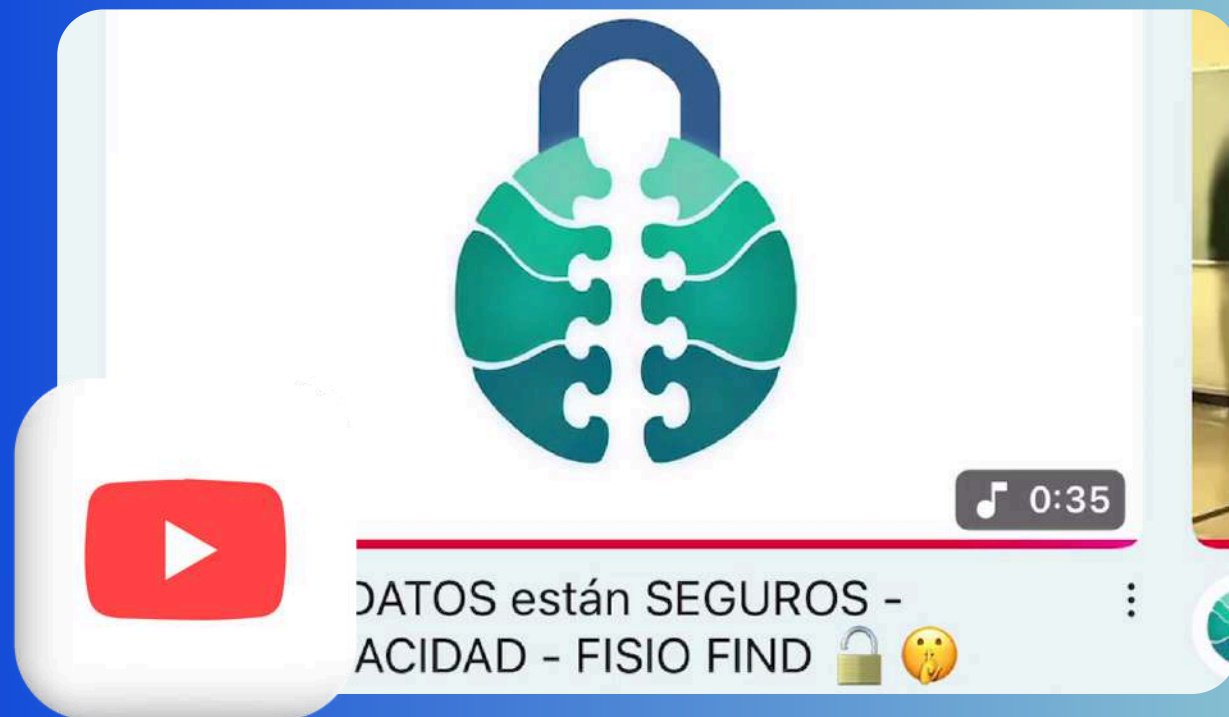 0:35
DATOS están SEGUROS -
ACIDAD - FISIO FIND 🔒 🤫